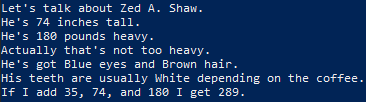 Let's talk about Zed A. Shaw.
He's 74 inches tall.
He's 180 pounds heavy.
Actually that's not too heavy.
He's got Blue eyes and Brown hair.
His teeth are usually White depending on the coffee.
If I add 35, 74, and 180 I get 289.